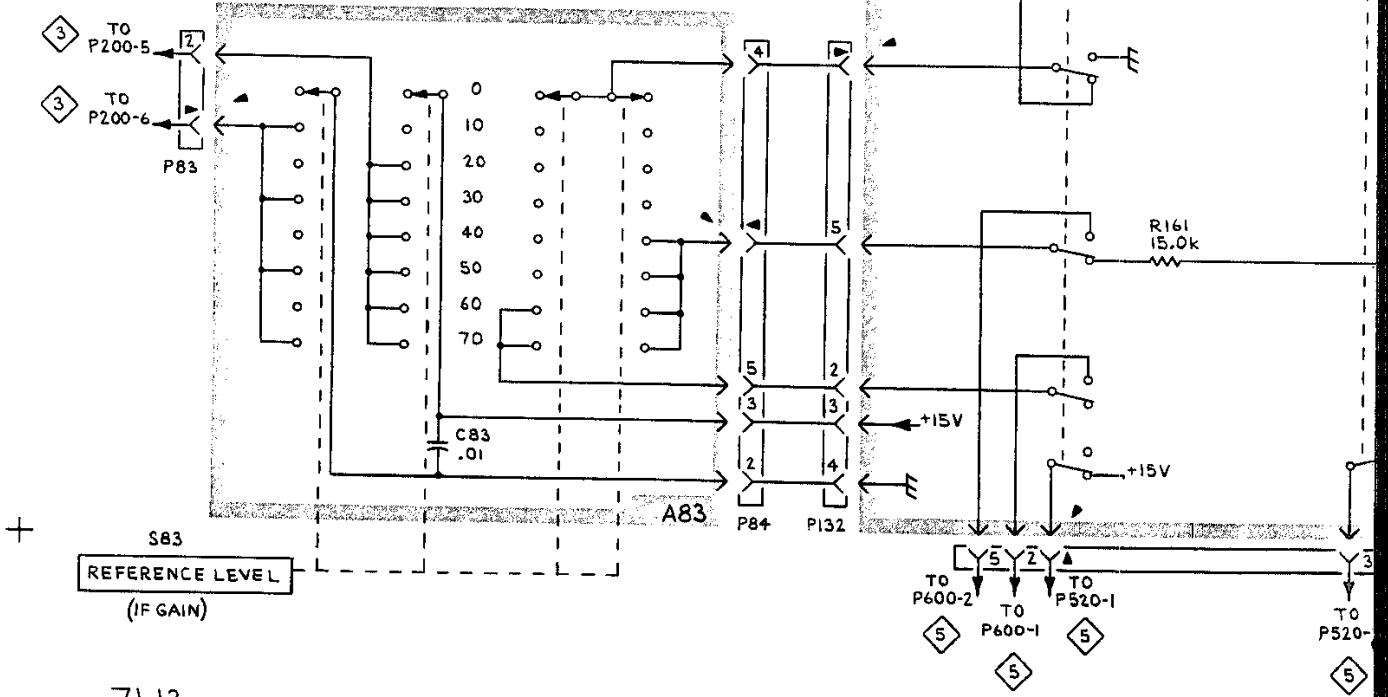 3
TO
P200-5
2
3
TO
P200-6
P83
0
10
20
30
40
50
60
70
C83
.01
A83
4
5
5
2
3
3
2
4
P84
P132
+15V
R161
15.0K
+15V
S83
REFERENCE LEVEL
(IF GAIN)
5
2
3
TO
P600-2
5
TO
P600-1
5
TO
P520-1
5
TO
P520-
5